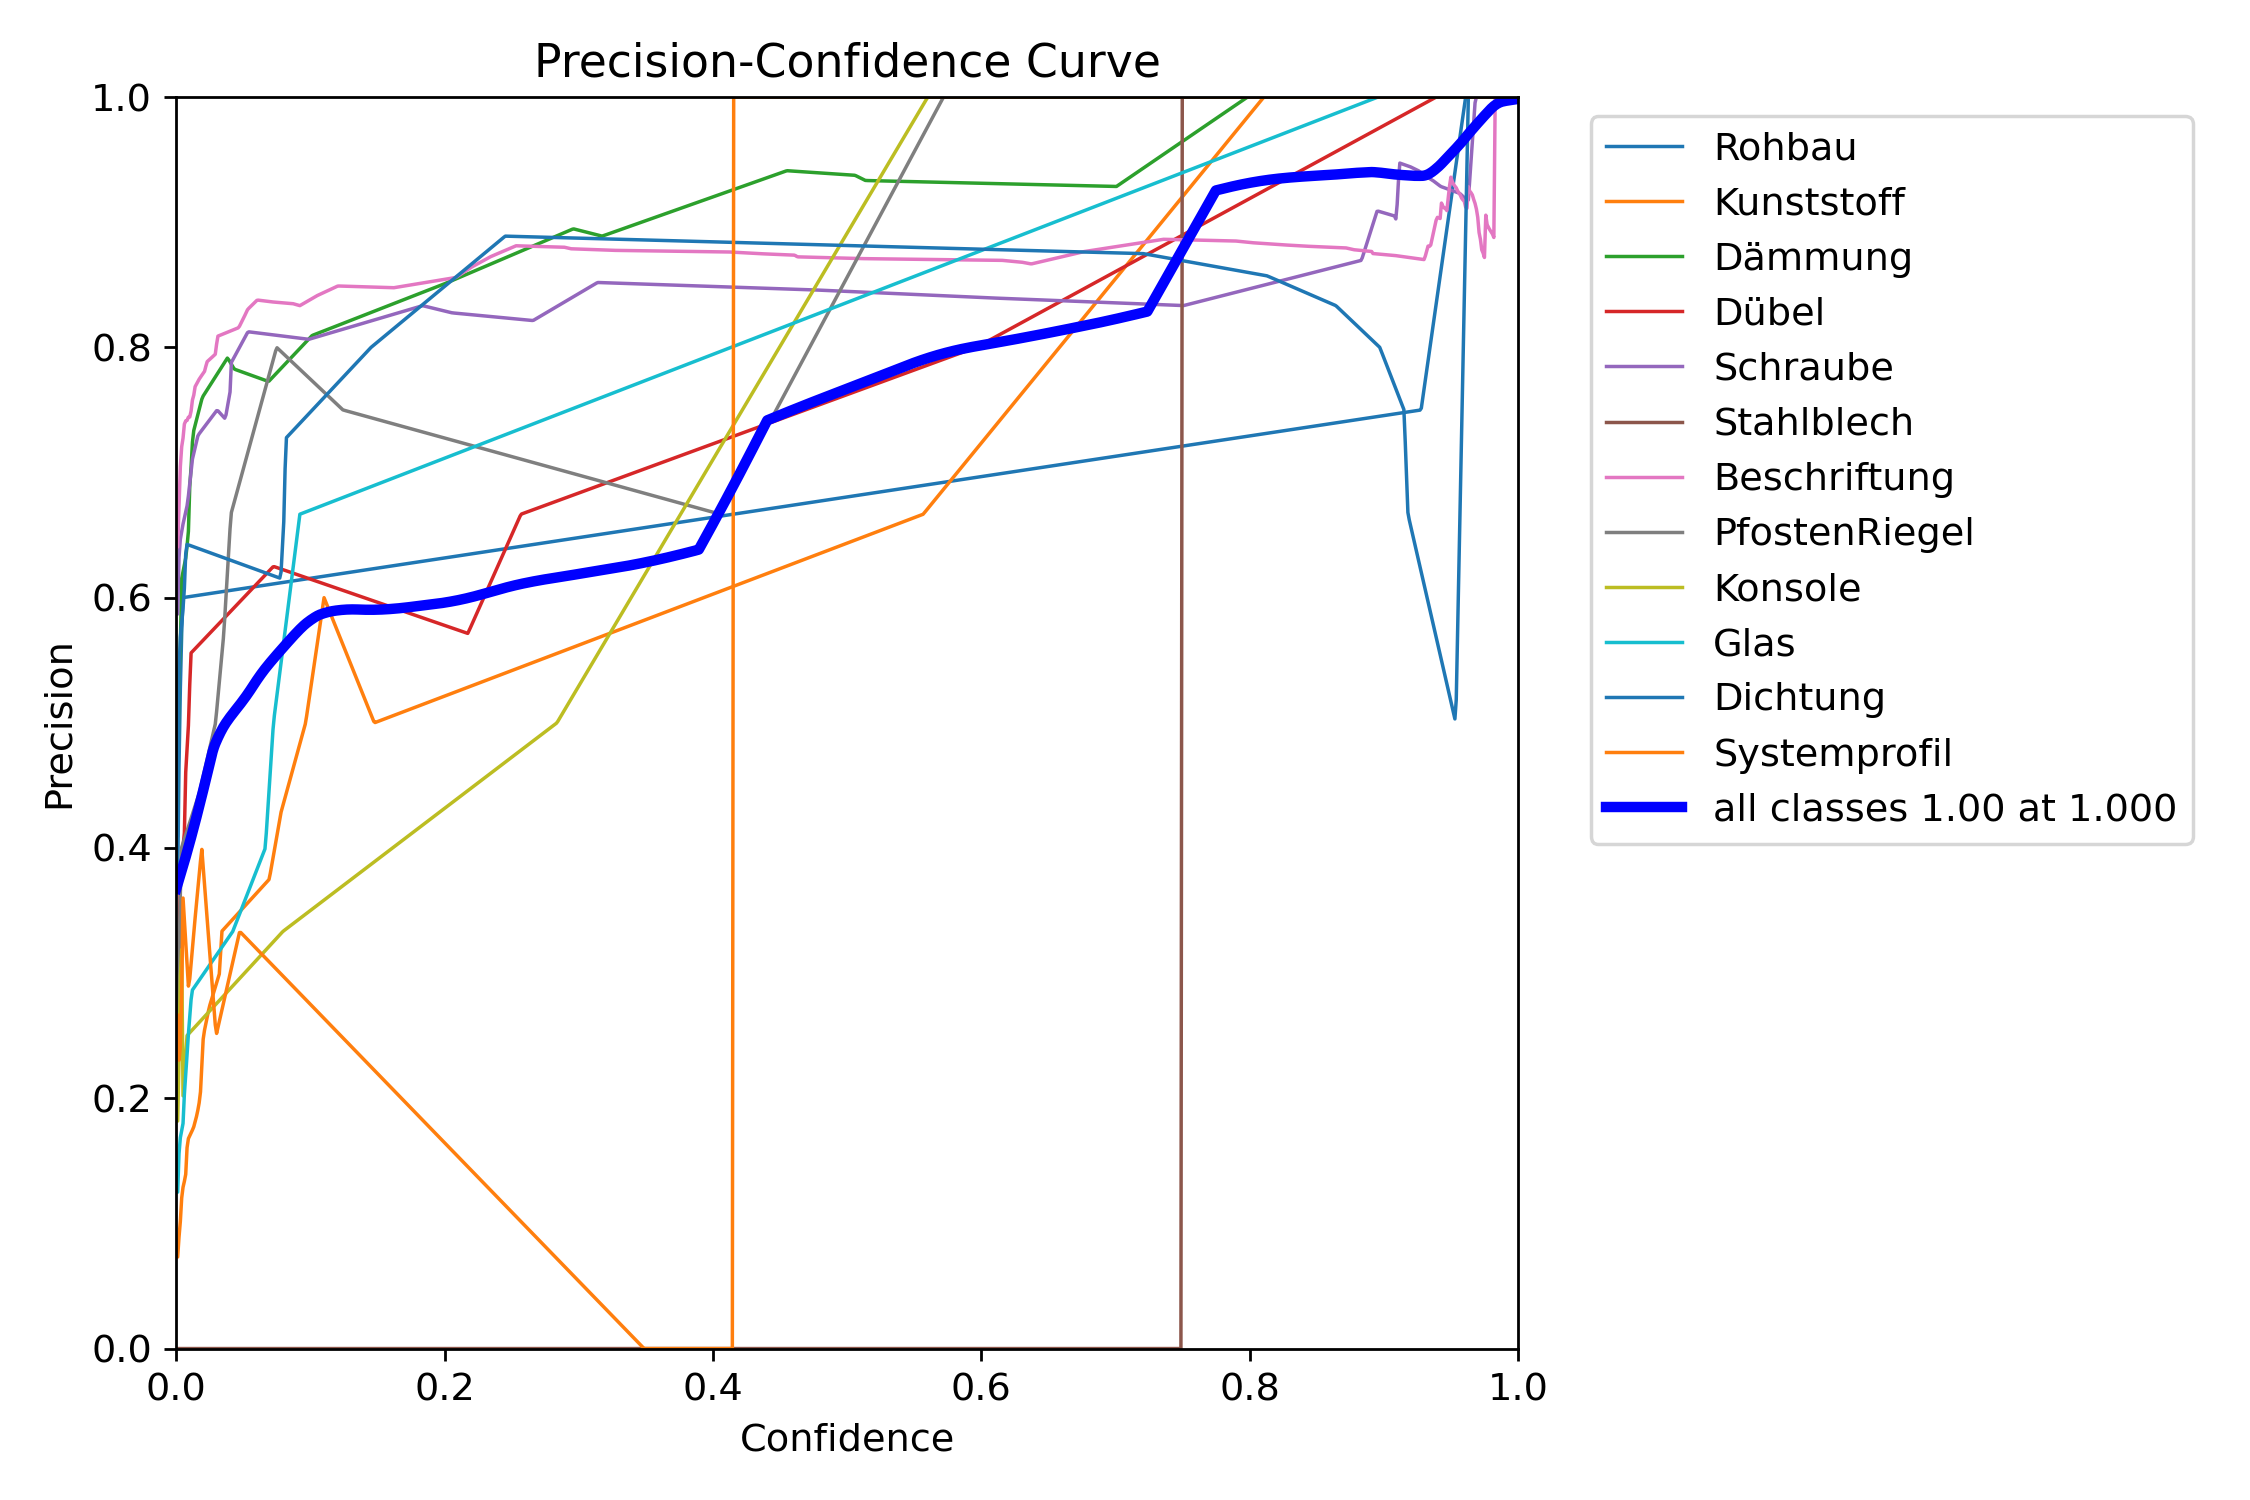 Precision-Confidence Curve
1.0
0.8
0.6
0.4
0.2
0.0
Precision
0.0 0.2 0.4 0.6 0.8 1.0
Confidence
Rohbau
Kunststoff
Dämmung
Dübel
Schraube
Stahlblech
Beschriftung
PfostenRiegel
Konsole
Glas
Dichtung
Systemprofil
all classes 1.00 at 1.000